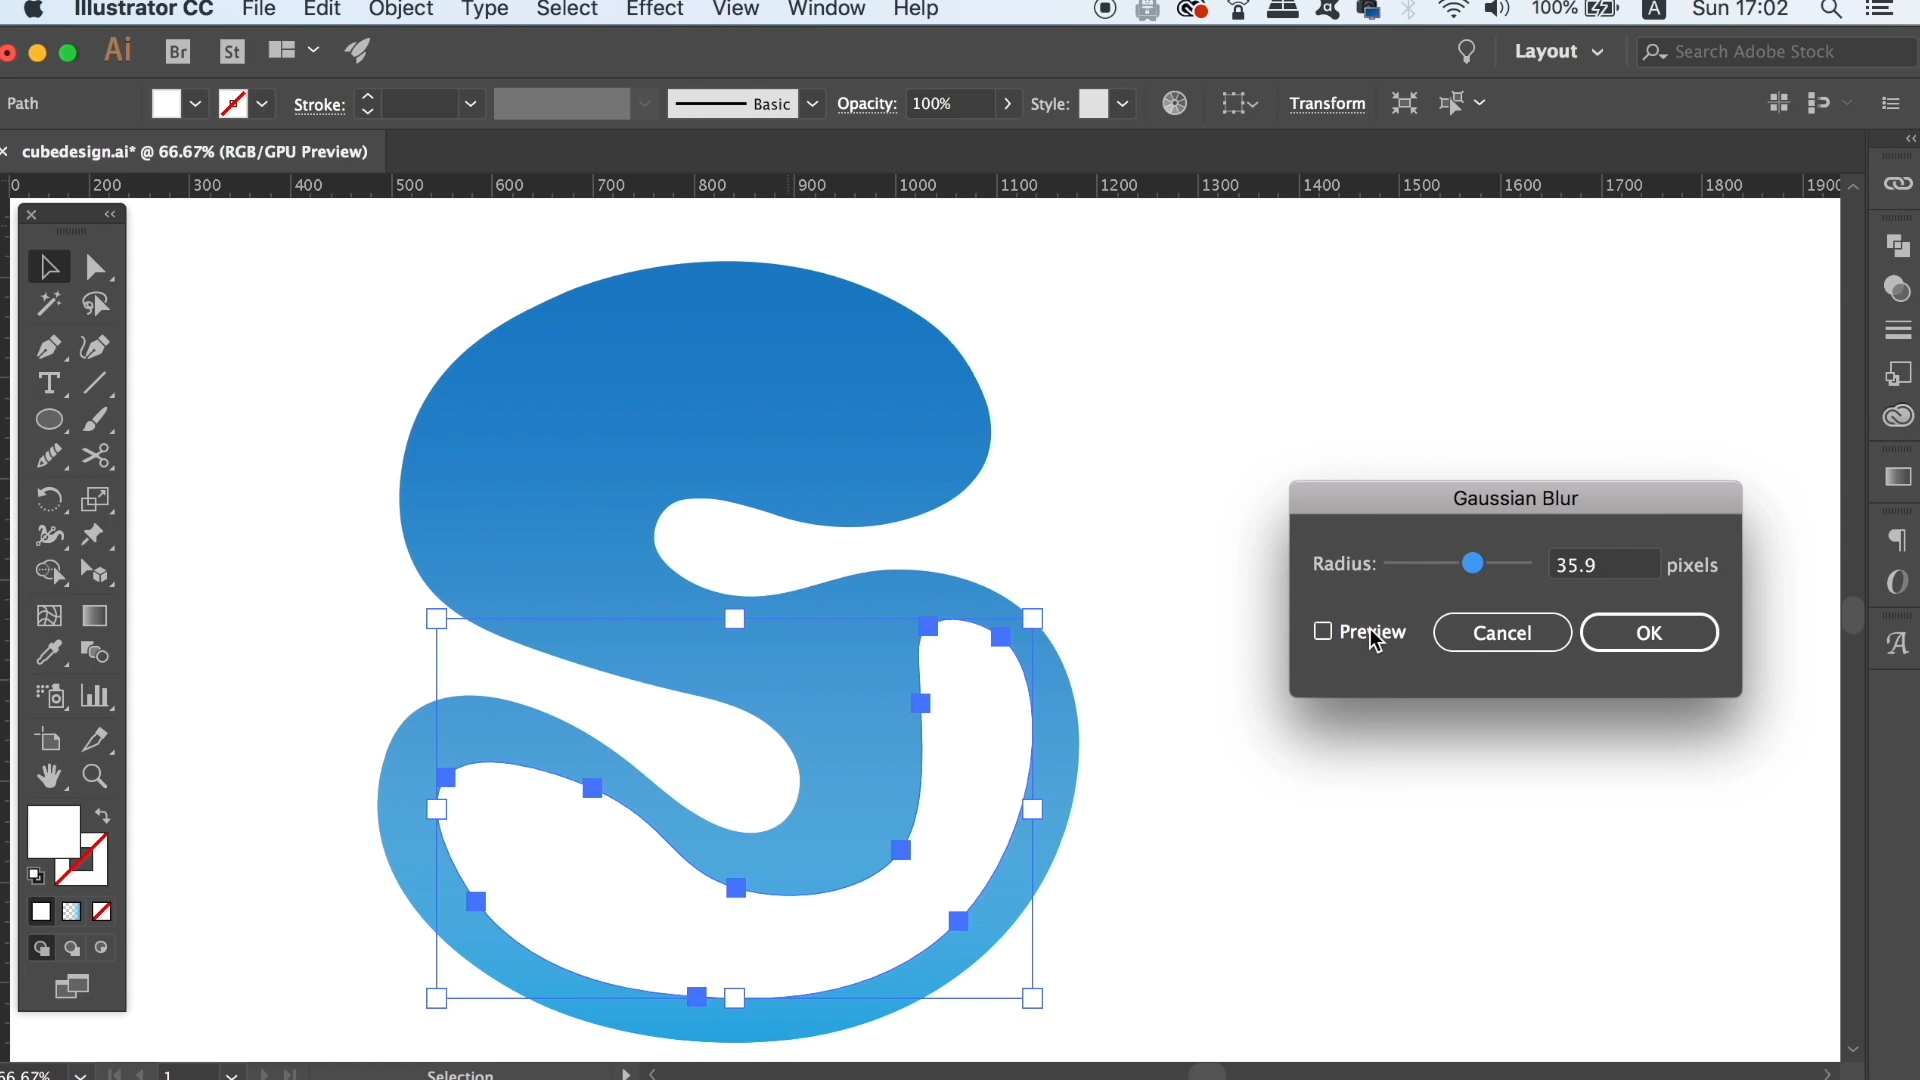 Illustrator CC File Edit Object Type Select Effect View Window Help 100% A Sun 17:02
Ai Br St Layout Search Adobe Stock
Path Stroke: Basic Opacity: 100% Style: Transform
cubedesign.ai* @ 66.67% (RGB/GPU Preview)
0 200 300 400 500 600 700 800 900 1000 1100 1200 1300 1400 1500 1600 1700 1800 1900
Gaussian Blur
Radius: 35.9 pixels
Preview Cancel OK
66.67% 1 Selection